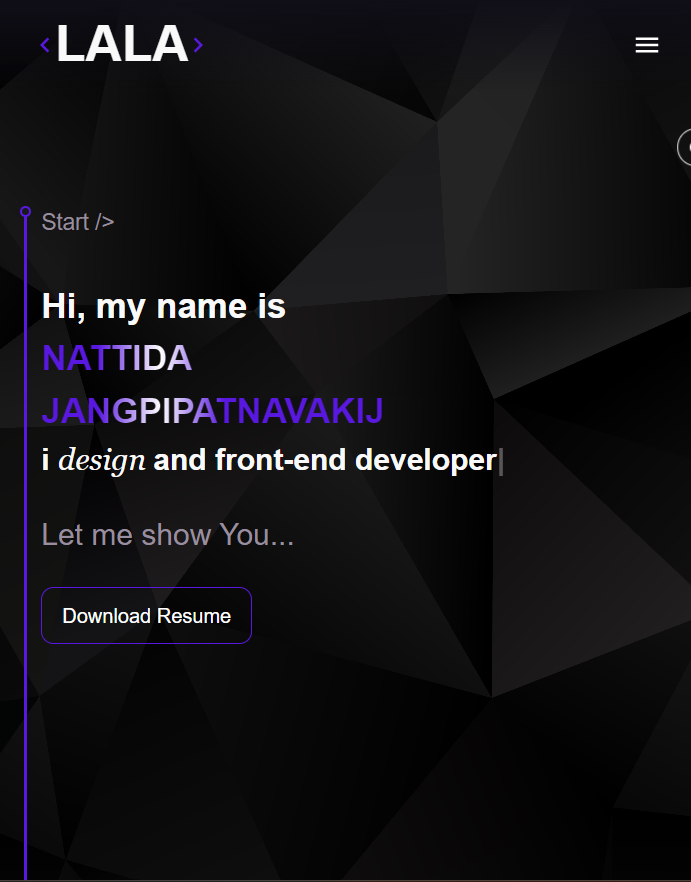 <LALA>
Start />
Hi, my name is
NATTIDA
JANGPIPATNAVAKIJ
i design and front-end developer|
Let me show You...
Download Resume